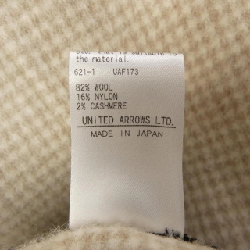 the material.
621-1 UAF173
82% WOOL
16% NYLON
2% CASHMERE
UNITED ARROWS LTD.
MADE IN JAPAN